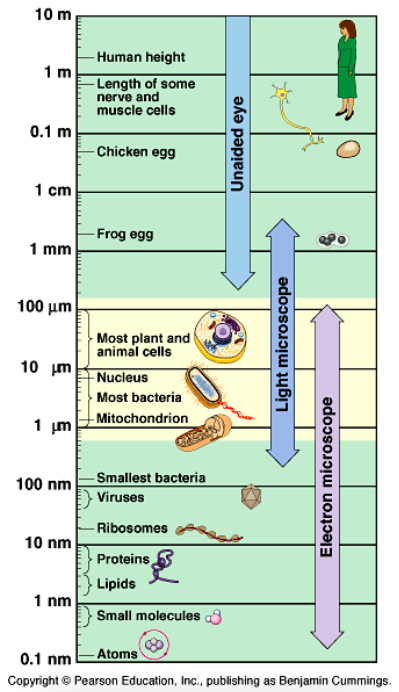 10 m
Human height
1 m
Length of some
nerve and
muscle cells
0.1 m
Chicken egg
1 cm
Frog egg
1 mm
100 μm
Most plant and
animal cells
10 μm
Nucleus
Most bacteria
Mitochondrion
1 μm
Smallest bacteria
100 nm
Viruses
Ribosomes
10 nm
Proteins
Lipids
1 nm
Small molecules
Atoms
0.1 nm
Unaided eye
Light microscope
Electron microscope
Copyright © Pearson Education, Inc., publishing as Benjamin Cummings.